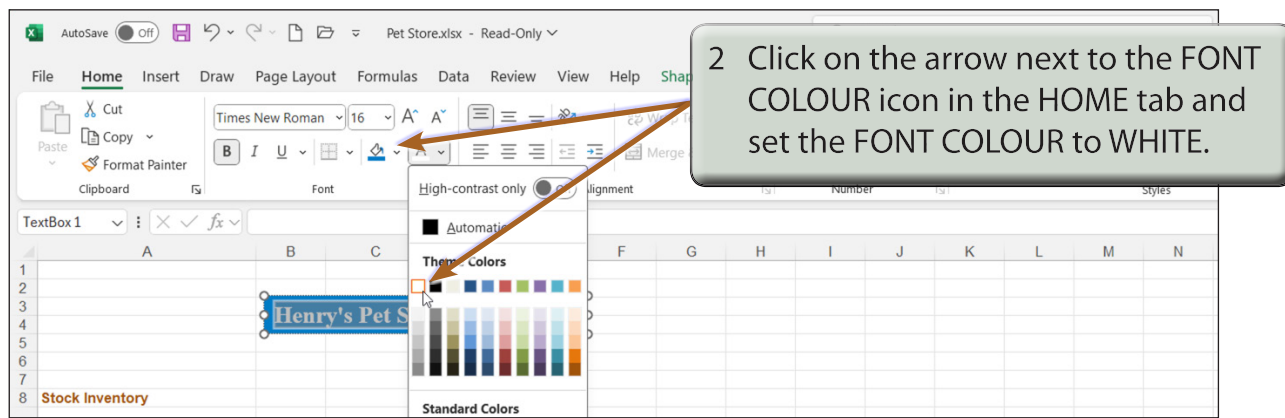 AutoSave Off Pet Store.xlsx - Read-Only
File Home Insert Draw Page Layout Formulas Data Review View Help
2 Click on the arrow next to the FONT
COLOUR icon in the HOME tab and
set the FONT COLOUR to WHITE.
Paste
Cut
Copy
Format Painter
Clipboard
Times New Roman 16 A A
B I U A
Font
Merge
Alignment
Number
Styles
High-contrast only
Automatic
Theme Colors
Standard Colors
TextBox 1 fx
A B C F G H I J K L M N
1
2
3 Henry's Pet
4
5
6
7
8 Stock Inventory